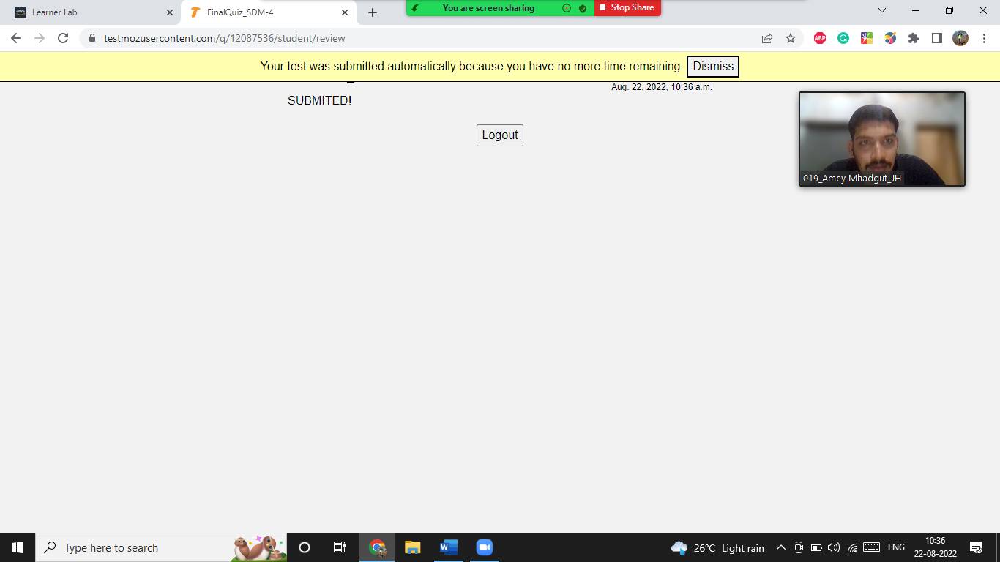 aws
Learner Lab
FinalQuiz_SDM-4
You are screen sharing
Stop Share
testmozusercontent.com/q/12087536/student/review
ABP
Your test was submitted automatically because you have no more time remaining. Dismiss
Aug. 22, 2022, 10:36 a.m.
SUBMITED!
Logout
019_Amey Mhadgut_JH
Type here to search
26°C Light rain
ENG
10:36
22-08-2022